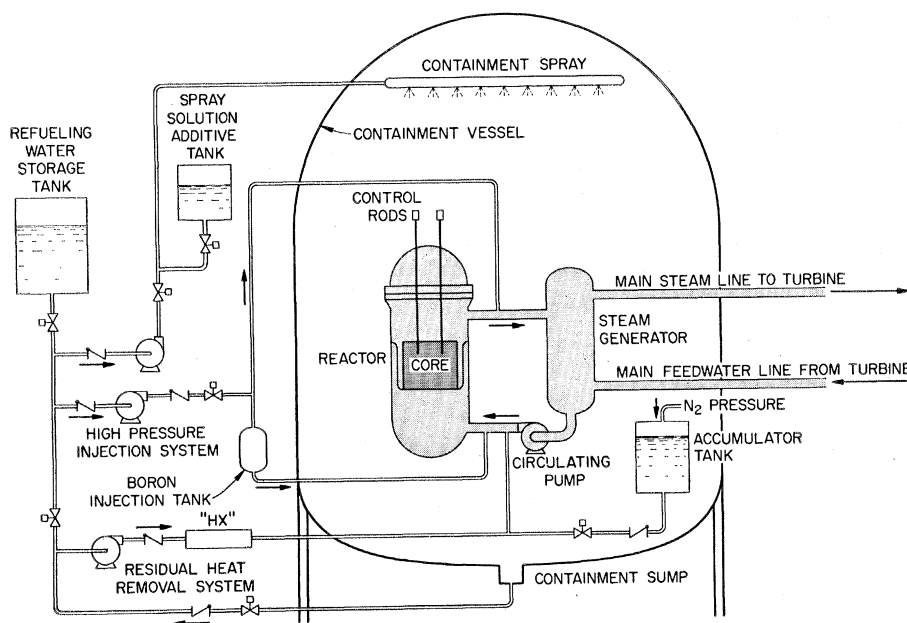 CONTAINMENT SPRAY
SPRAY
SOLUTION
ADDITIVE
TANK
CONTAINMENT VESSEL
REFUELING
WATER
STORAGE
TANK
CONTROL
RODS
MAIN STEAM LINE TO TURBINE
STEAM
GENERATOR
REACTOR
CORE
MAIN FEEDWATER LINE FROM TURBINE
N2 PRESSURE
ACCUMULATOR
TANK
HIGH PRESSURE
INJECTION SYSTEM
CIRCULATING
PUMP
BORON
INJECTION TANK
"HX"
RESIDUAL HEAT
REMOVAL SYSTEM
CONTAINMENT SUMP